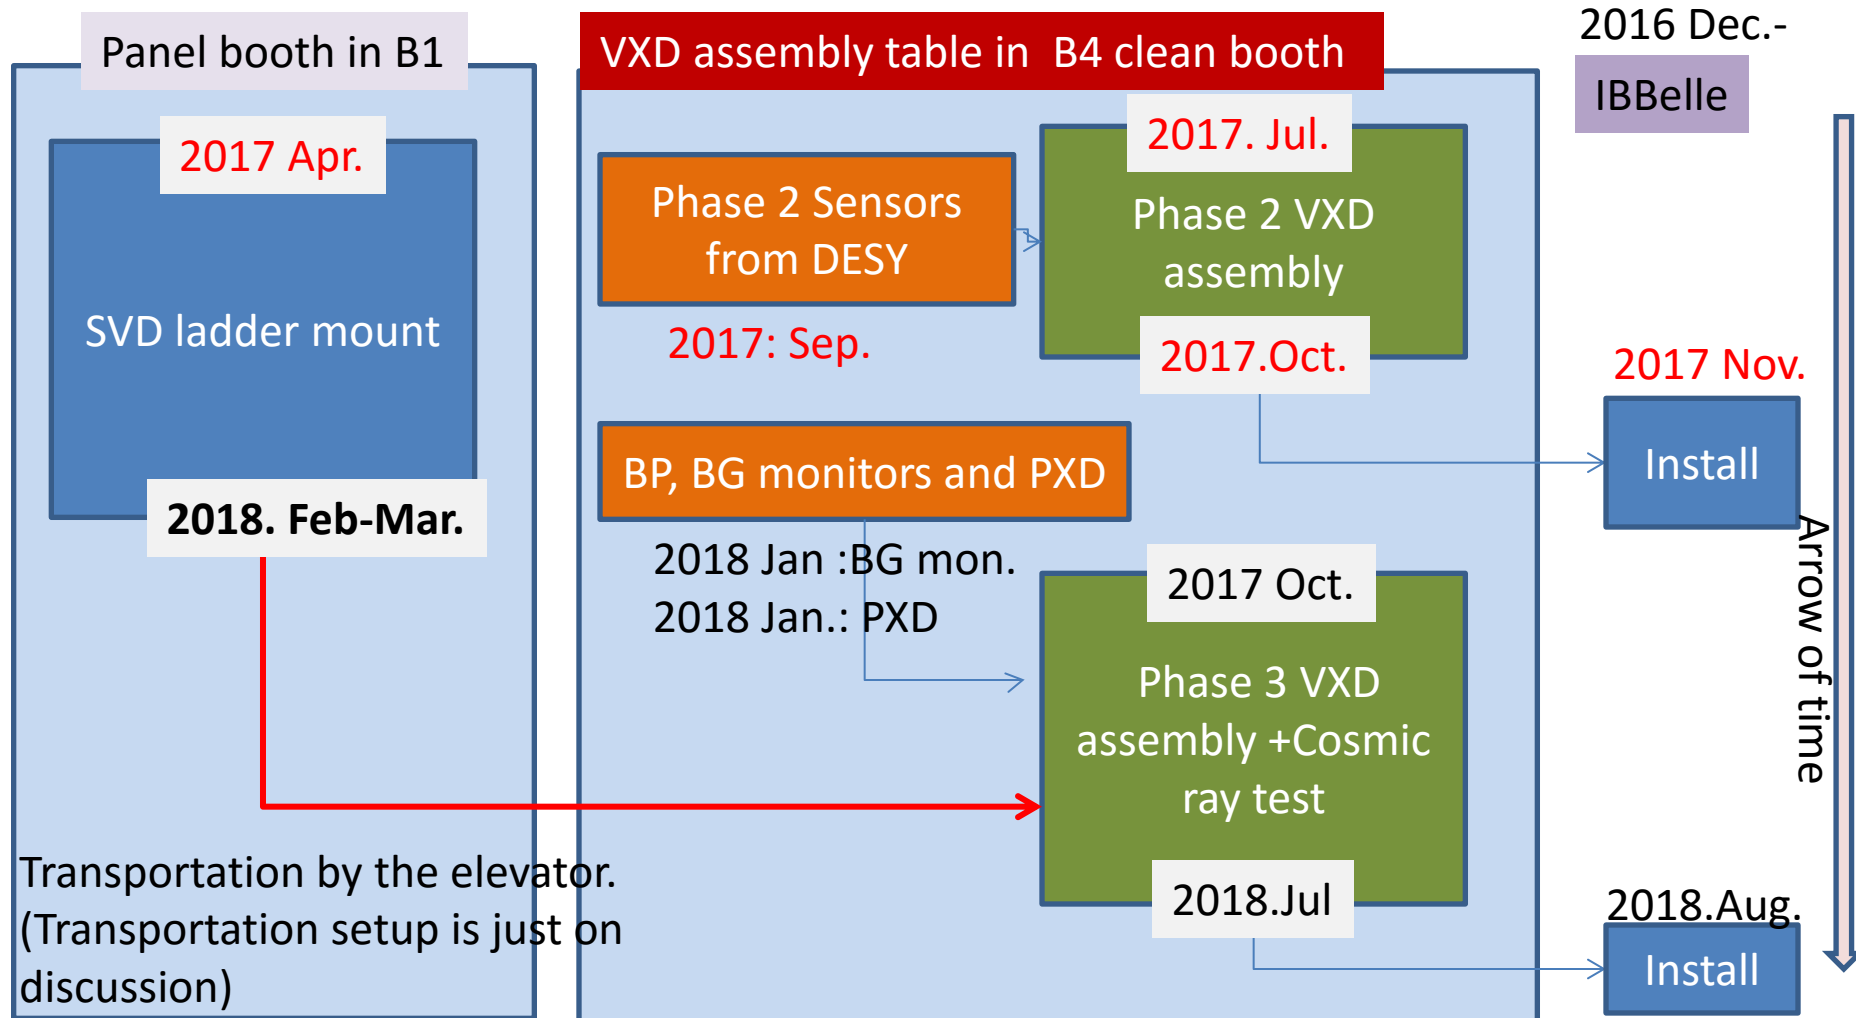 Panel booth in B1
2017 Apr.
SVD ladder mount
2018. Feb-Mar.
Transportation by the elevator.
(Transportation setup is just on
discussion)
VXD assembly table in  B4 clean booth
Phase 2 Sensors
from DESY
2017: Sep.
2017. Jul.
Phase 2 VXD
assembly
2017.Oct.
BP, BG monitors and PXD
2018 Jan :BG mon.
2018 Jan.: PXD
2017 Oct.
Phase 3 VXD
assembly +Cosmic
ray test
2018.Jul
2016 Dec.-
IBBelle
2017 Nov.
Install
2018.Aug.
Install
Arrow of time